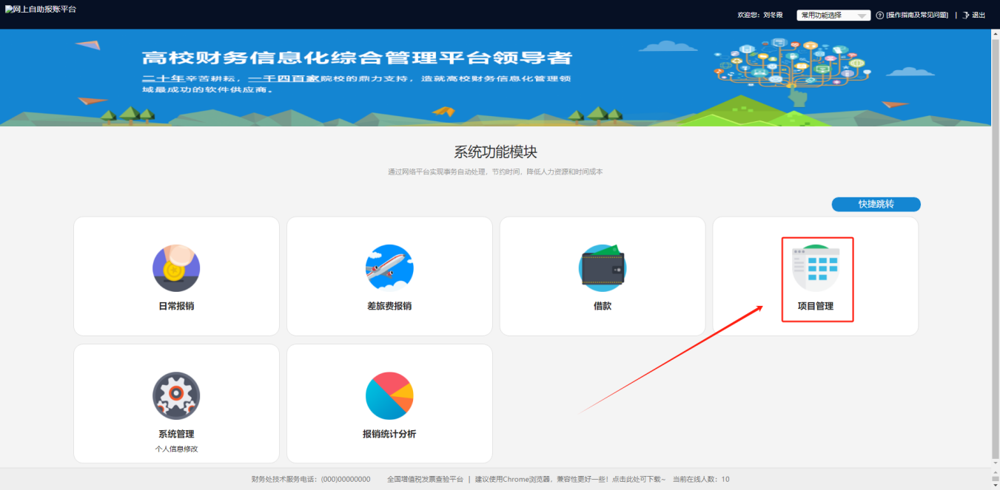 网上自助报账平台
欢迎您：刘冬霞 常用功能选择 ? [操作指南及常见问题] | 退出
高校财务信息化综合管理平台领导者
二十年辛苦耕耘，一千四百家院校的鼎力支持，造就高校财务信息化管理领
域最成功的软件供应商。
系统功能模块
通过网络平台实现事务自动处理，节约时间，降低人力资源和时间成本
快捷跳转
日常报销 差旅费报销 借款 项目管理
系统管理 报销统计分析
个人信息修改
财务处技术服务电话：(000)00000000 全国增值税发票查验平台 | 建议使用Chrome浏览器，兼容性更好一些！点击此处可下载~ 当前在线人数：10